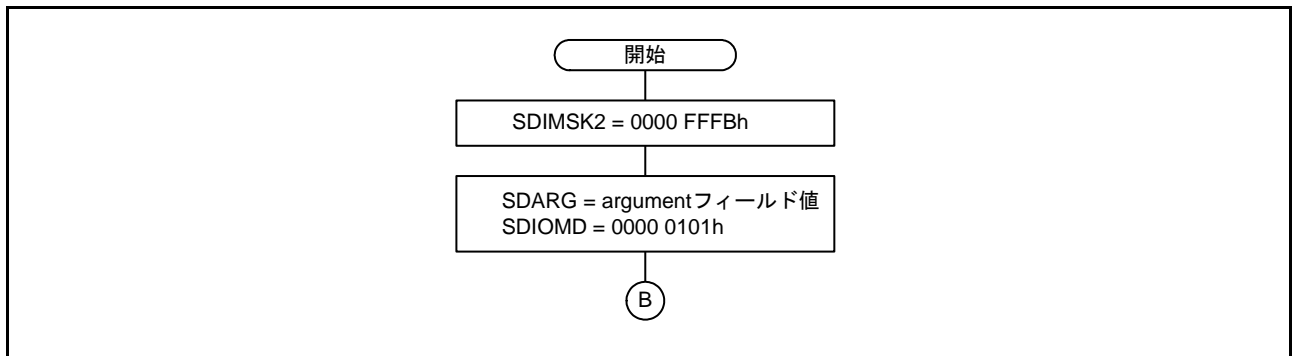 開始
SDIMSK2 = 0000 FFFBh
SDARG = argumentフィールド値
SDIOMD = 0000 0101h
B